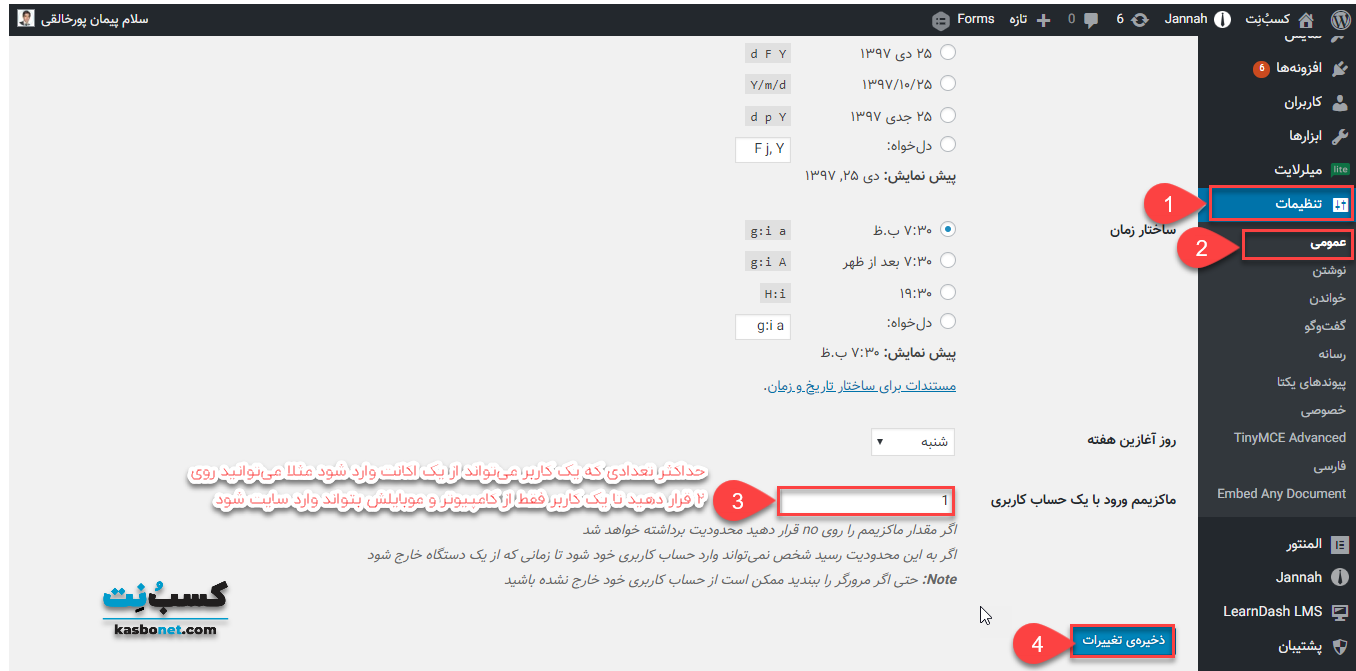 کسبُنِت
Jannah
6
0
تازه
Forms
سلام پیمان پورخالقی
نمایش
افزونه‌ها 6
کاربران
ابزارها
lite میلرلایت
تنظیمات
1
عمومی
2
نوشتن
خواندن
گفت‌وگو
رسانه
پیوندهای یکتا
خصوصی
TinyMCE Advanced
فارسی
Embed Any Document
المنتور
Jannah
LearnDash LMS
پشتیبان
۲۵ دی ۱۳۹۷ d F Y
۱۳۹۷/۱۰/۲۵ Y/m/d
۲۵ جدی ۱۳۹۷ d p Y
دل‌خواه: F j, Y
پیش نمایش: دی ۲۵, ۱۳۹۷
ساختار زمان
۷:۳۰ ب.ظ g:i a
۷:۳۰ بعد از ظهر g:i A
۱۹:۳۰ H:i
دل‌خواه: g:i a
پیش نمایش: ۷:۳۰ ب.ظ
مستندات برای ساختار تاریخ و زمان.
روز آغازین هفته
شنبه
ماکزیمم ورود با یک حساب کاربری
1
3
حداکثر تعدادی که یک کاربر می‌تواند از یک اکانت وارد شود مثلا می‌توانید روی
۲ قرار دهید تا یک کاربر فقط از کامپیوتر و موبایلش بتواند وارد سایت شود
اگر مقدار ماکزیمم را روی no قرار دهید محدودیت برداشته خواهد شد
اگر به این محدودیت رسید شخص نمی‌تواند وارد حساب کاربری خود شود تا زمانی که از یک دستگاه خارج شود
Note: حتی اگر مرورگر را ببندید ممکن است از حساب کاربری خود خارج نشده باشید
ذخیره‌ی تغییرات
4
کسبُنِت
kasbonet.com